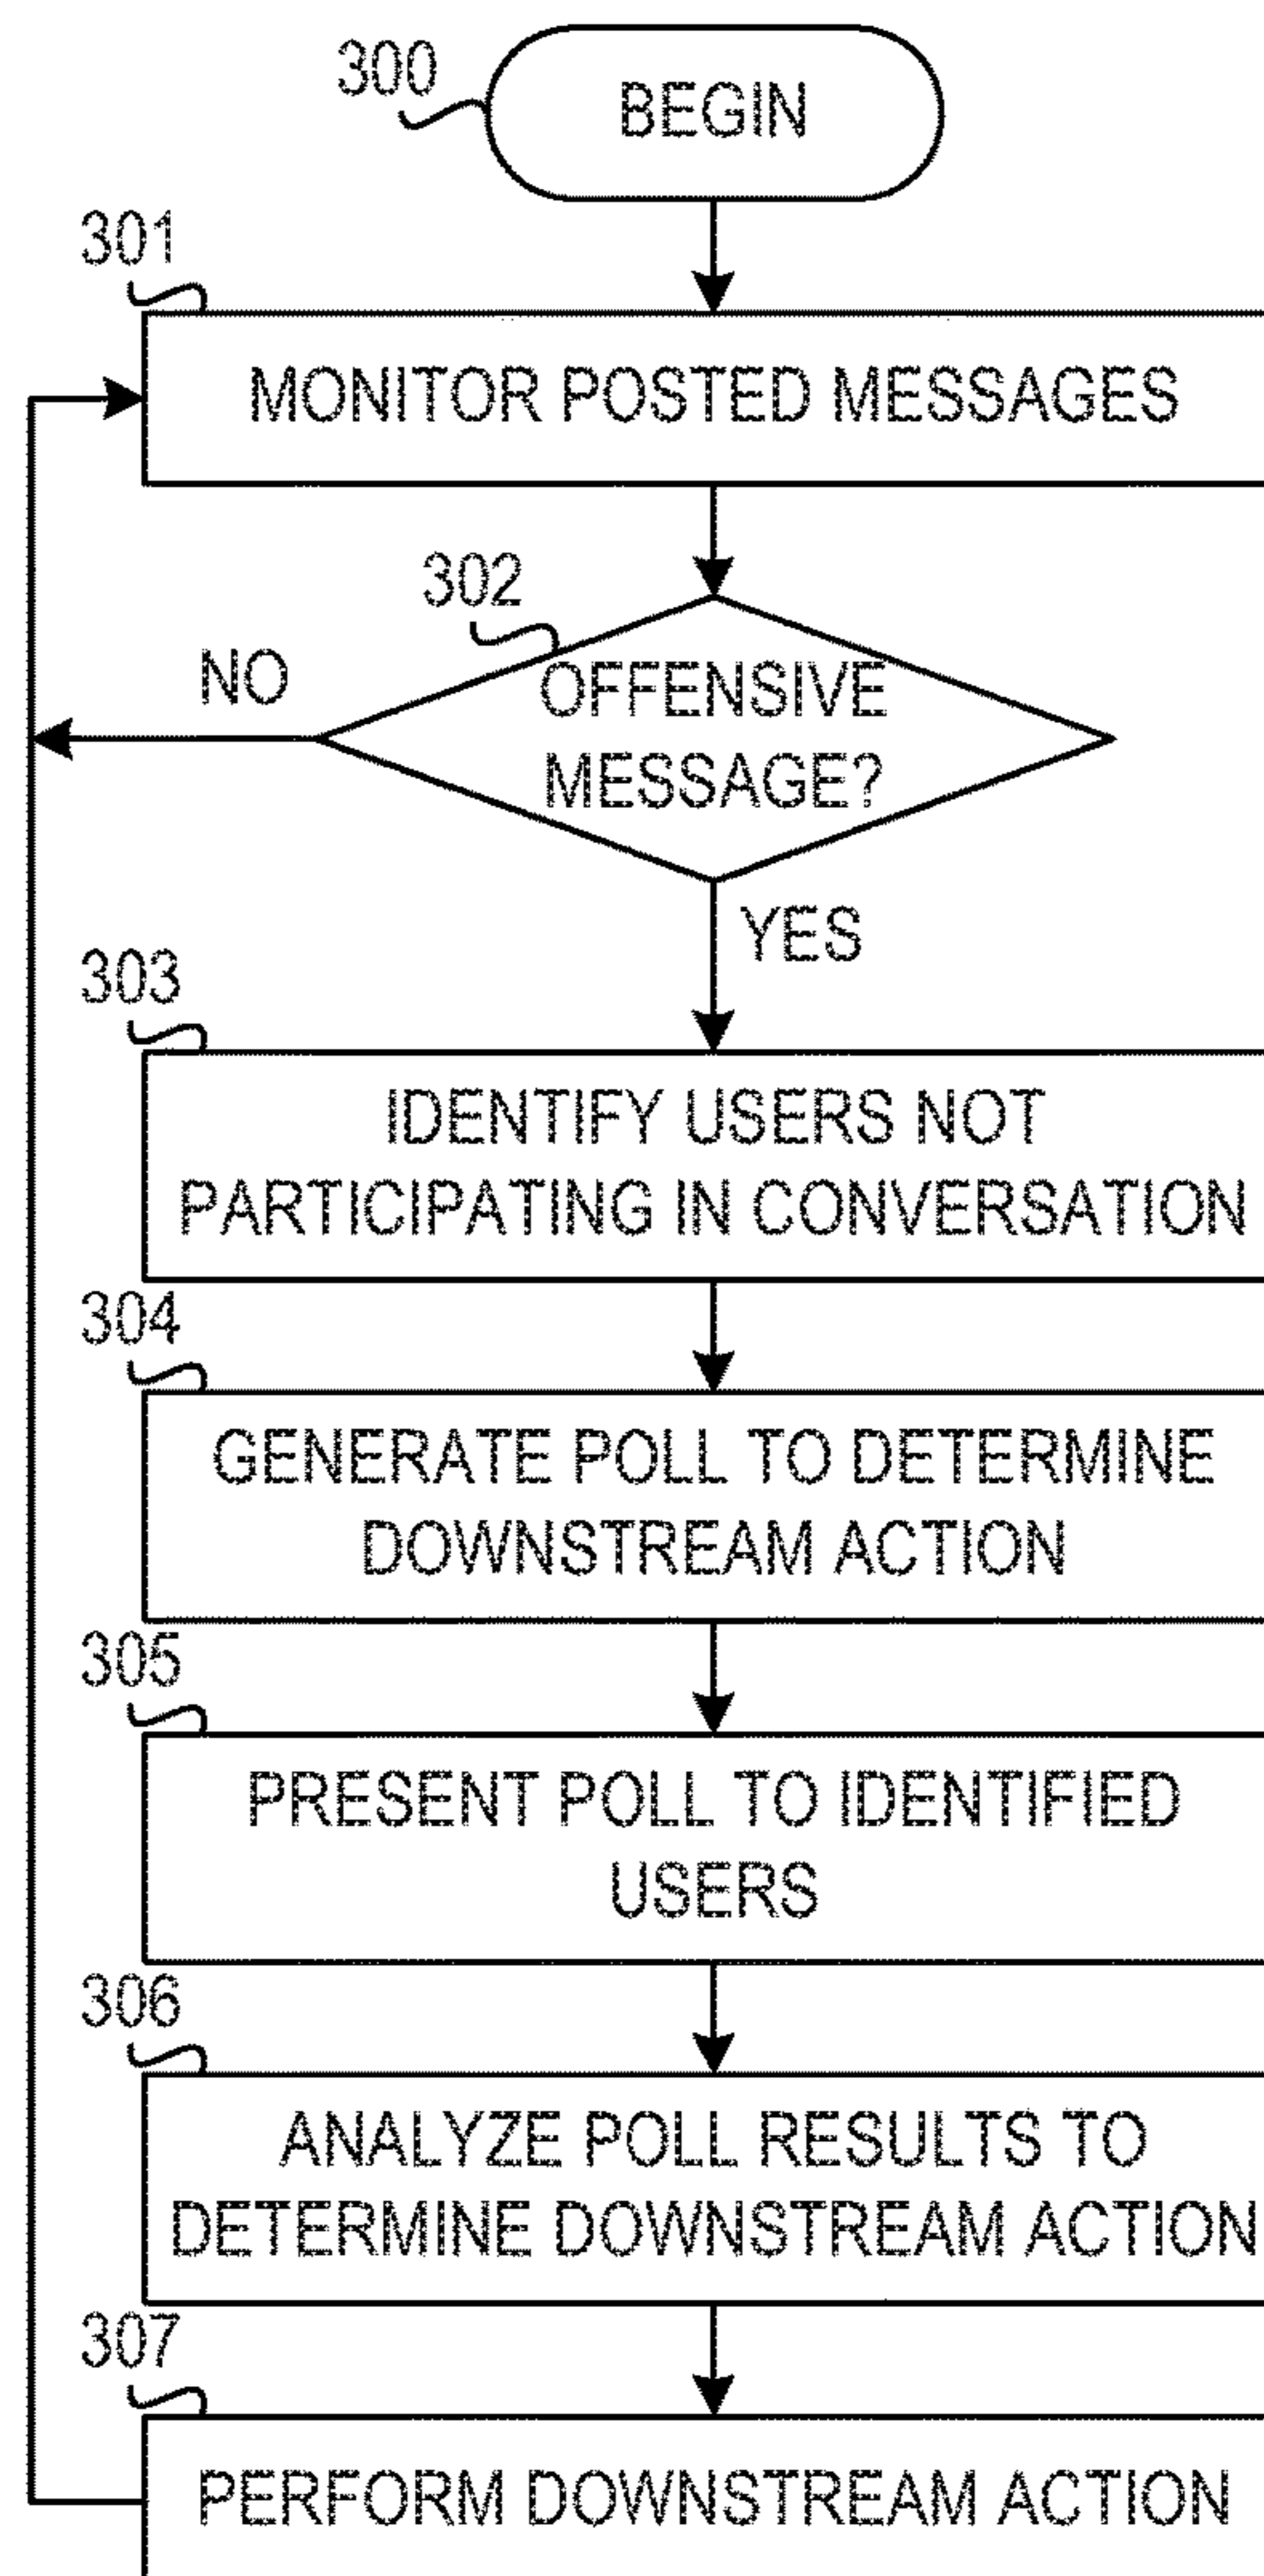 300
BEGIN
301
MONITOR POSTED MESSAGES
302
OFFENSIVE
MESSAGE?
NO
YES
303
IDENTIFY USERS NOT
PARTICIPATING IN CONVERSATION
304
GENERATE POLL TO DETERMINE
DOWNSTREAM ACTION
305
PRESENT POLL TO IDENTIFIED
USERS
306
ANALYZE POLL RESULTS TO
DETERMINE DOWNSTREAM ACTION
307
PERFORM DOWNSTREAM ACTION